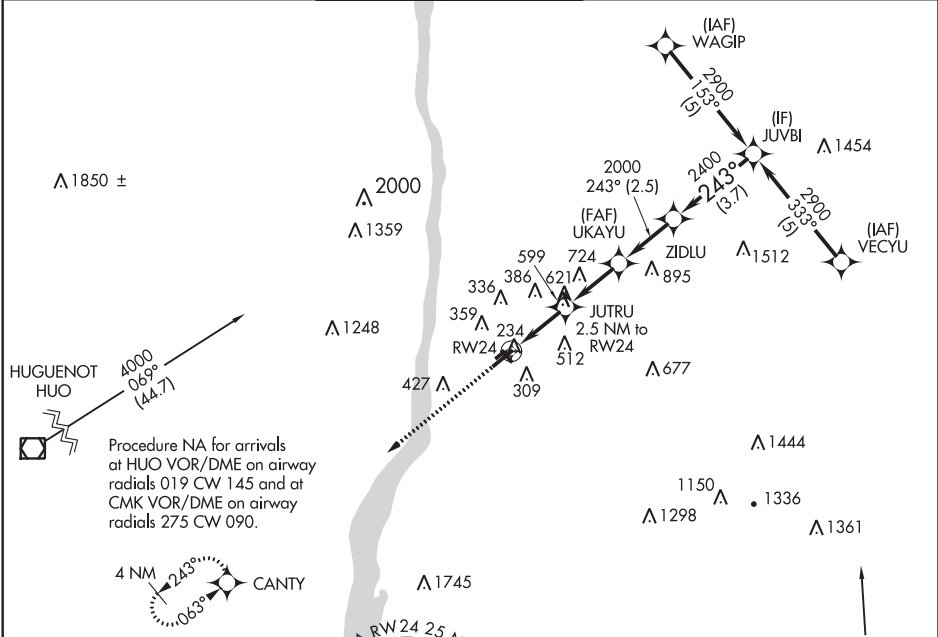 (IAF)
WAGIP
2900
153°
(5)
(IF)
JUVBI
1454
1850 ±
2000
1359
2000
243° (2.5)
2400
243°
(3.7)
2900
333°
(5)
(IAF)
VECYU
(FAF)
UKAYU
ZIDLU
1512
599
724
895
386
621
336
359
JUTRU
2.5 NM to
RW24
1248
234
RW24
512
677
309
427
4000
069°
(44.7)
HUGUENOT
HUO
Procedure NA for arrivals
at HUO VOR/DME on airway
radials 019 CW 145 and at
CMK VOR/DME on airway
radials 275 CW 090.
1444
1150
1336
1298
1361
4 NM
243°
063°
CANTY
1745
RW24 25